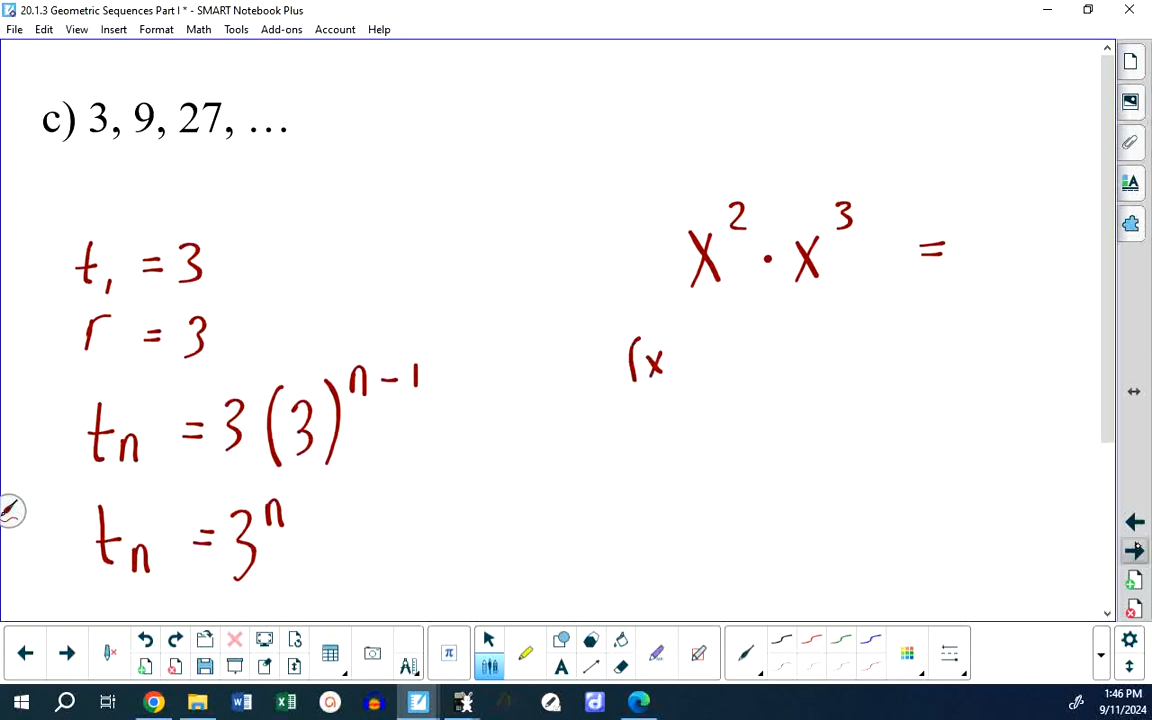 20.1.3 Geometric Sequences Part I * - SMART Notebook Plus
File Edit View Insert Format Math Tools Add-ons Account Help
c) 3, 9, 27, …
t₁ = 3
r = 3
tₙ = 3(3)ⁿ⁻¹
tₙ = 3ⁿ
x² · x³ =
(x
1:46 PM
9/11/2024